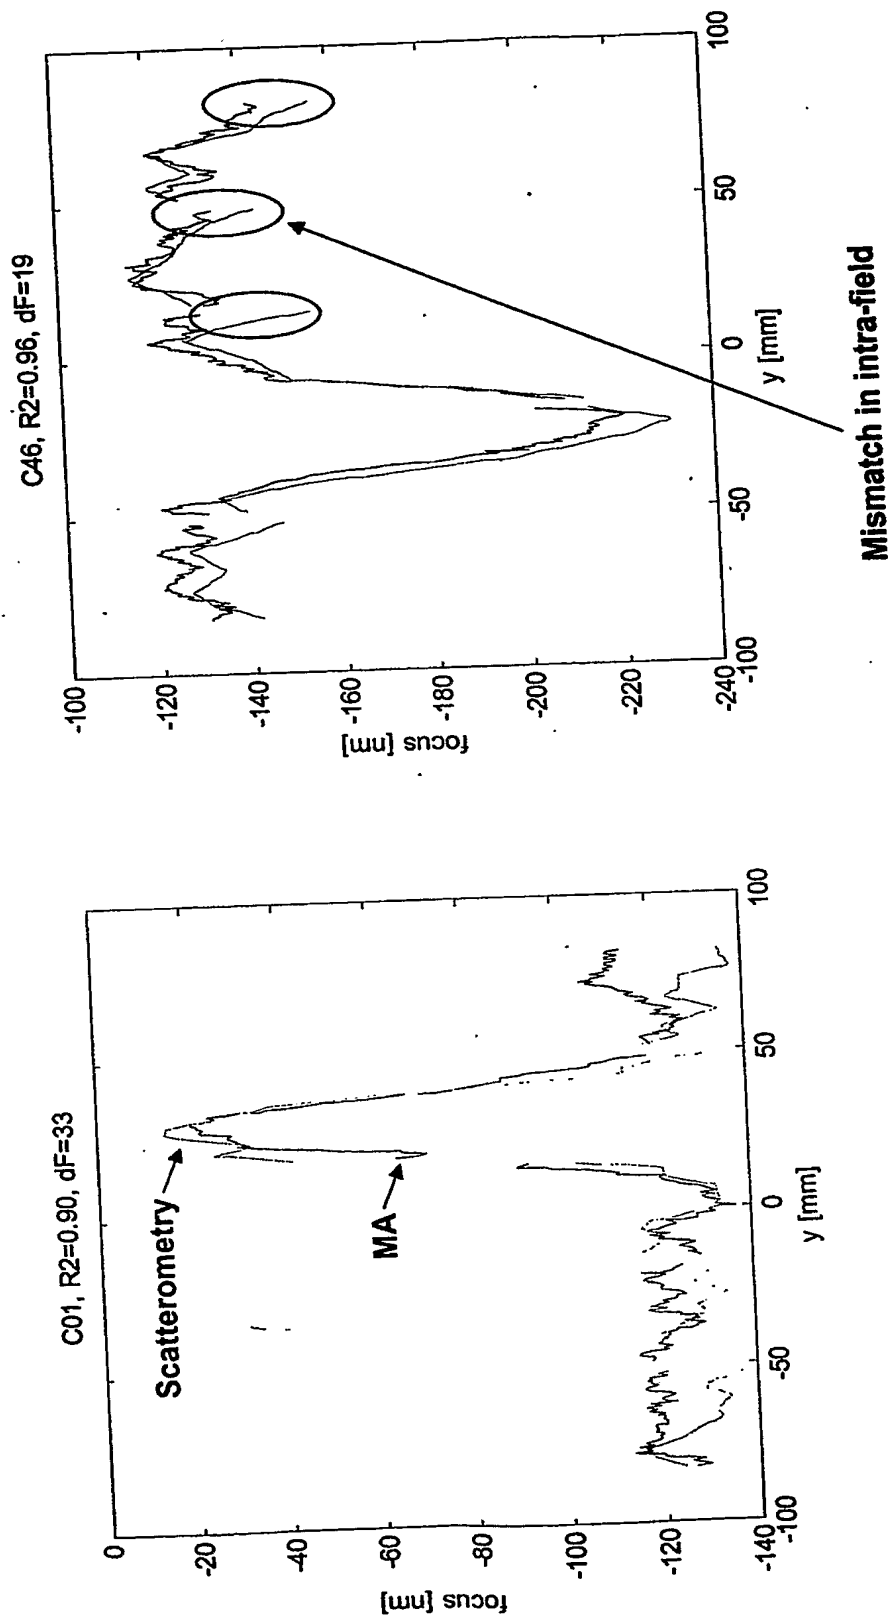 C01, R2=0.90, dF=33
Scatterometry
MA
focus [nm]
0
-20
-40
-60
-80
-100
-120
-140
-100
-50
0
50
100
y [mm]
C46, R2=0.96, dF=19
focus [nm]
-100
-120
-140
-160
-180
-200
-220
-240
-100
-50
0
50
100
y [mm]
Mismatch in intra-field